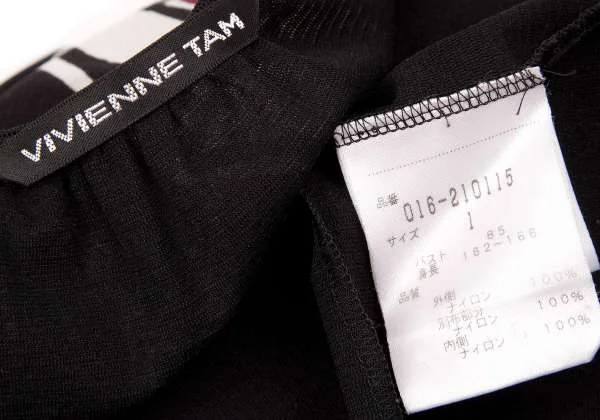 VIVIENNE TAM
品番 016-210115
サイズ 1
バスト 85
身長 162～166
品質 外側
ナイロン 100%
別布部分
ナイロン 100%
内側
ナイロン 100%